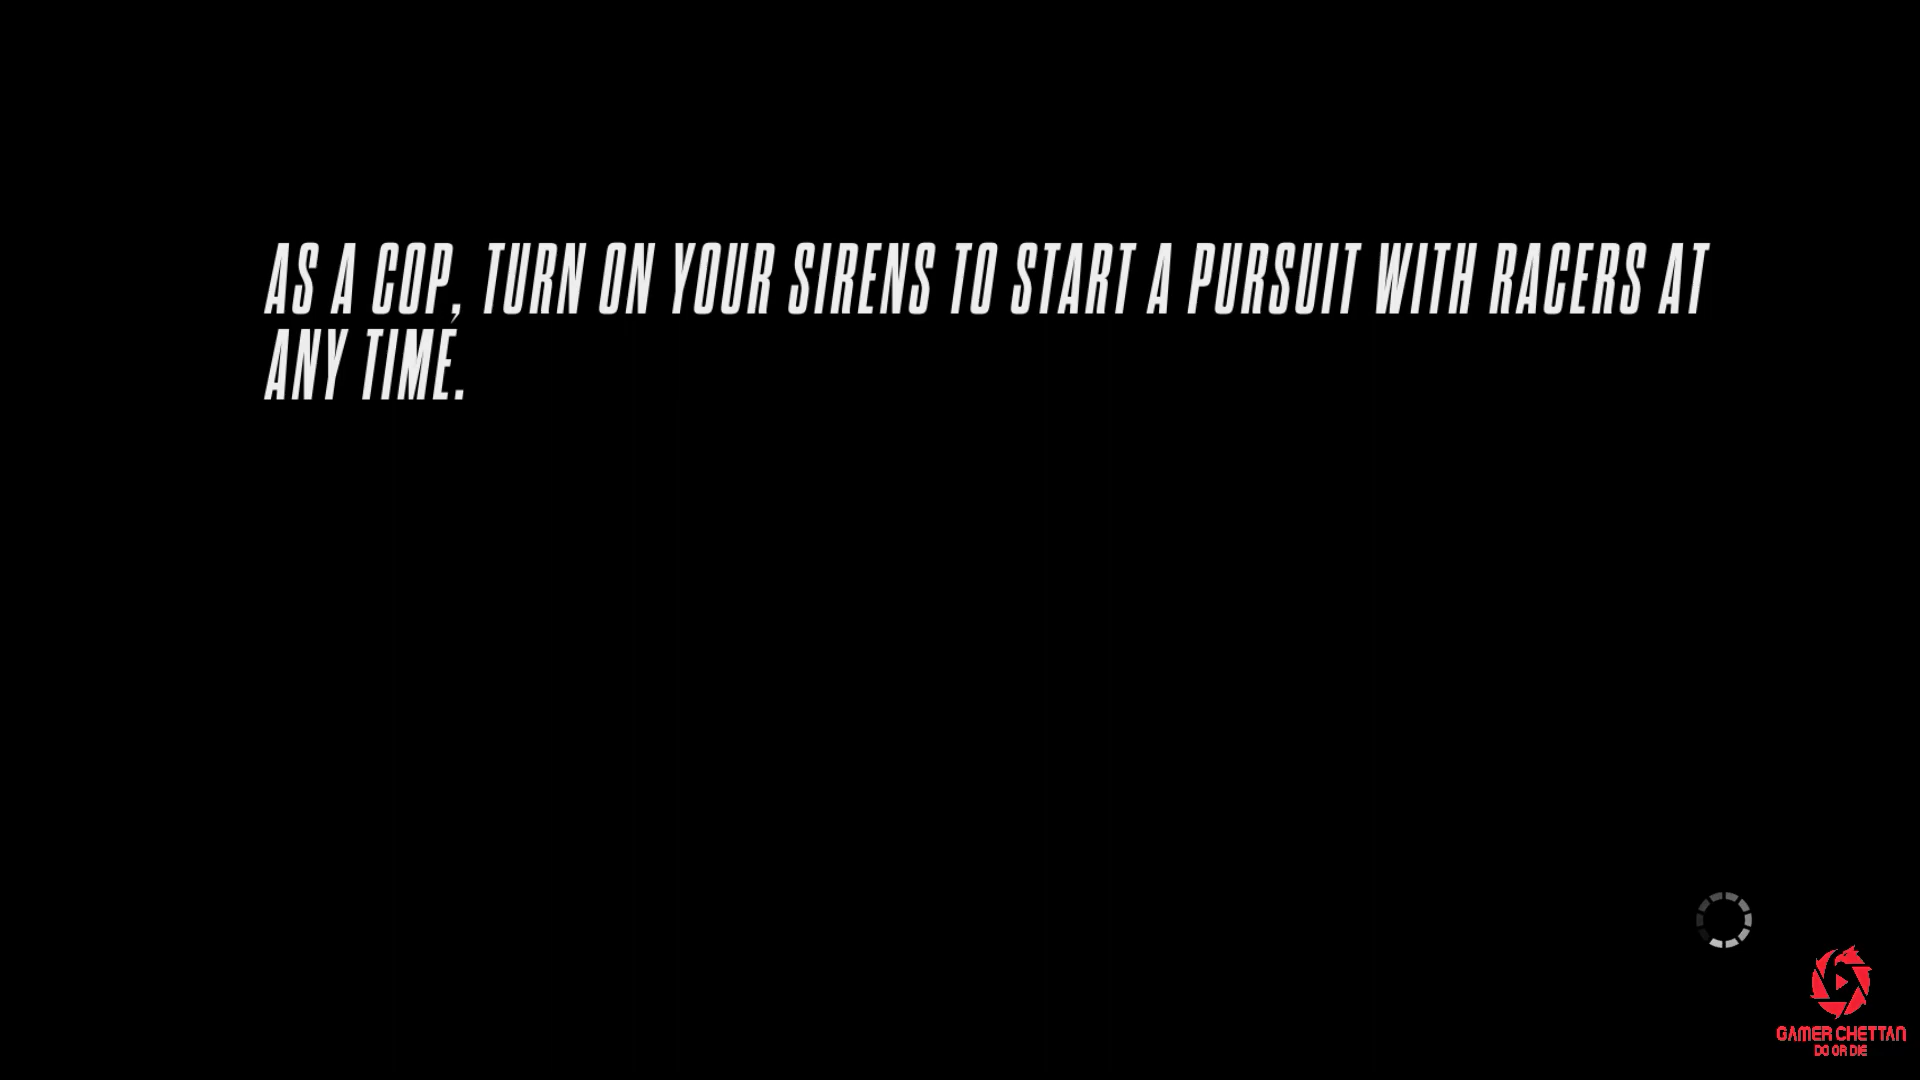 AS A COP, TURN ON YOUR SIRENS TO START A PURSUIT WITH RACERS AT
ANY TIME.
GAMER CHETTAN
DO OR DIE